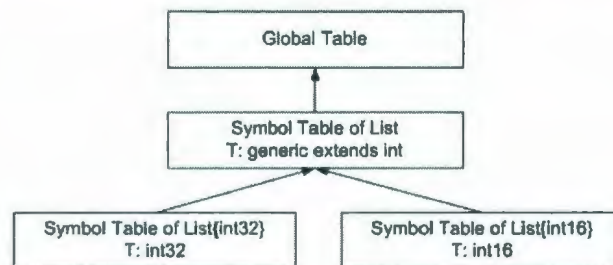 Global Table
Symbol Table of List
T: generic extends int
Symbol Table of List{int32}
T: int32
Symbol Table of List{int16}
T: int16